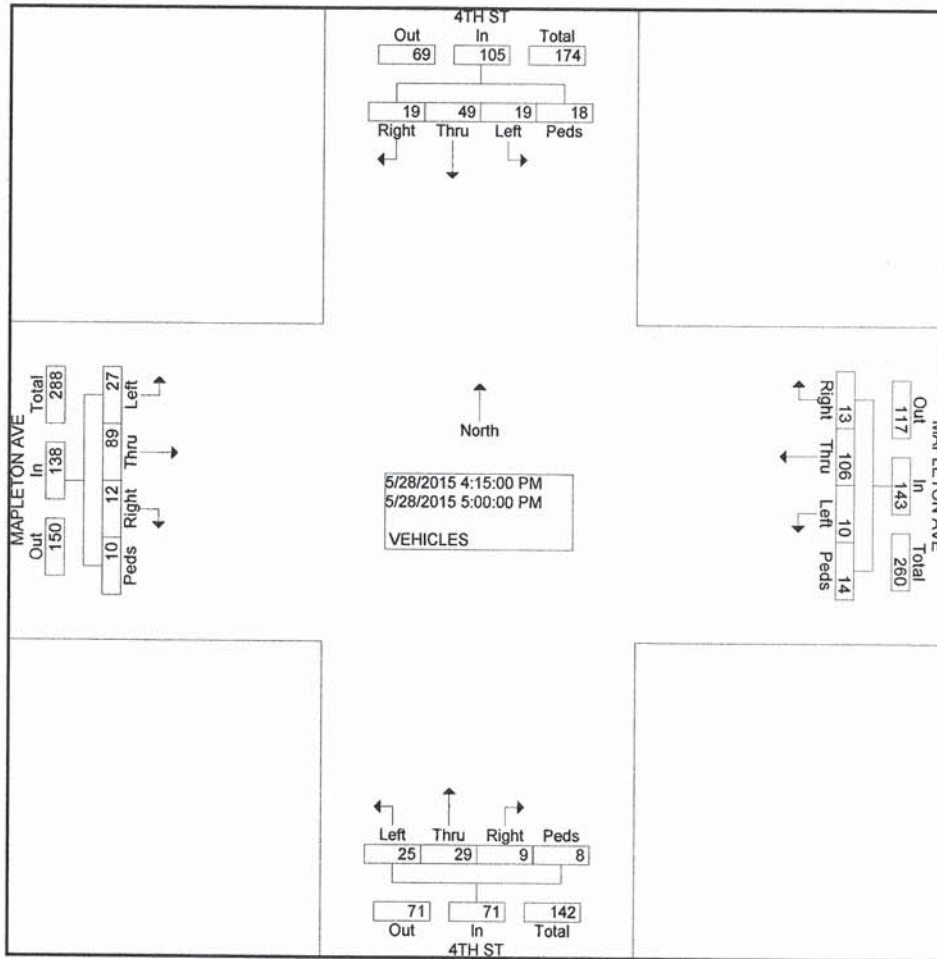 4TH ST
Out In Total
69 105 174
19 49 19 18
Right Thru Left Peds
MAPLETON AVE
Total In Out
288 138 150
27 89 12 10
Left Thru Right Peds
North
5/28/2015 4:15:00 PM
5/28/2015 5:00:00 PM
VEHICLES
Right Thru Left Peds
13 106 10 14
Out In Total
117 143 260
MAPLETON AVE
Left Thru Right Peds
25 29 9 8
71 71 142
Out In Total
4TH ST